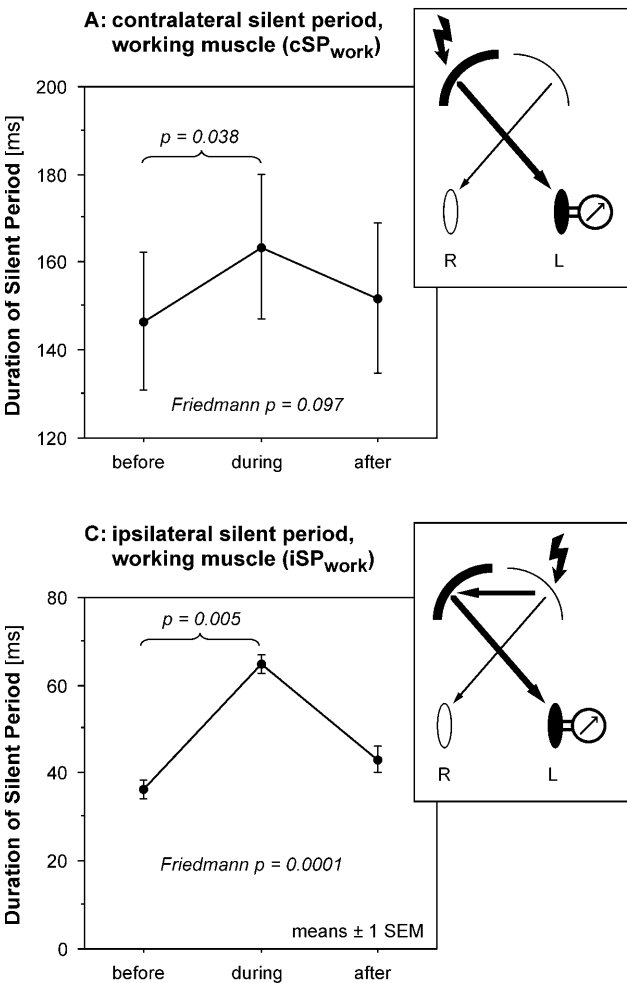 A: contralateral silent period,
working muscle (cSPwork)
Duration of Silent Period [ms]
200
180
160
140
120
p = 0.038
Friedmann p = 0.097
before during after
R L
C: ipsilateral silent period,
working muscle (iSPwork)
Duration of Silent Period [ms]
80
60
40
20
0
p = 0.005
Friedmann p = 0.0001
means ± 1 SEM
before during after
R L